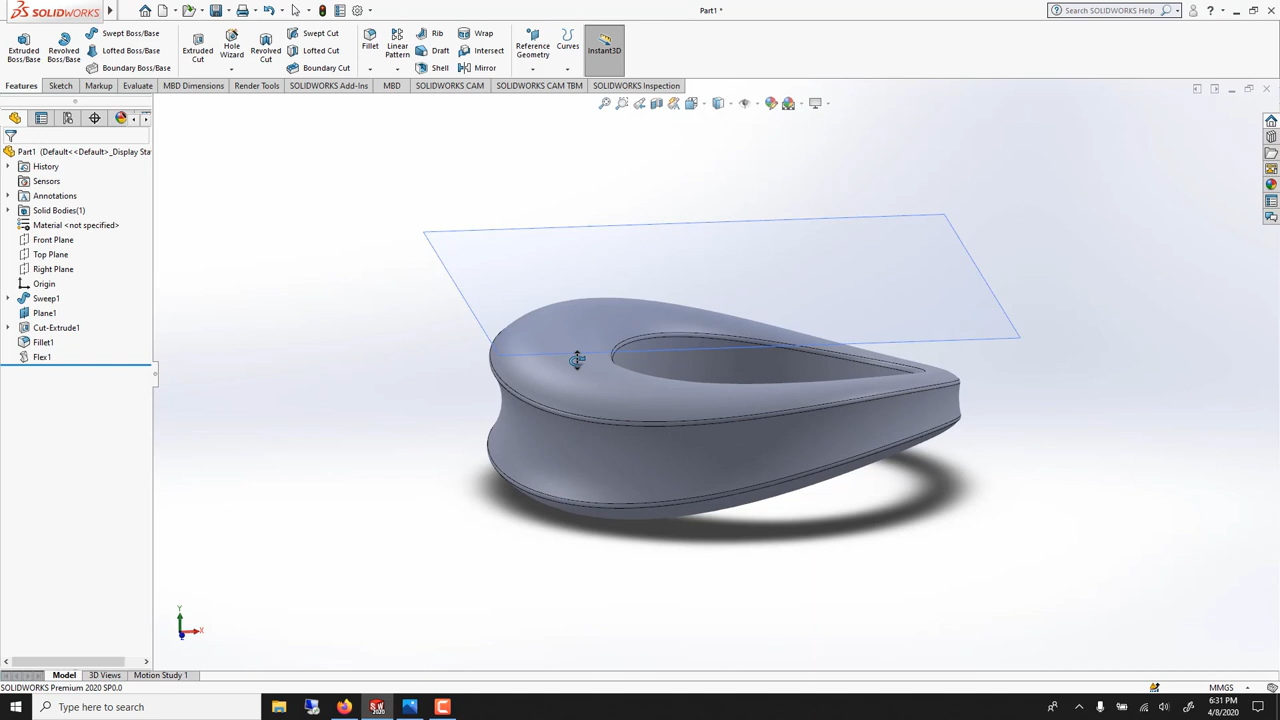 SOLIDWORKS
Part1 *
Search SOLIDWORKS Help
Extruded Boss/Base
Revolved Boss/Base
Swept Boss/Base
Lofted Boss/Base
Boundary Boss/Base
Extruded Cut
Hole Wizard
Revolved Cut
Swept Cut
Lofted Cut
Boundary Cut
Fillet
Linear Pattern
Rib
Draft
Shell
Wrap
Intersect
Mirror
Reference Geometry
Curves
Instant3D
Features
Sketch
Markup
Evaluate
MBD Dimensions
Render Tools
SOLIDWORKS Add-Ins
MBD
SOLIDWORKS CAM
SOLIDWORKS CAM TBM
SOLIDWORKS Inspection
Part1 (Default<<Default>_Display Sta
History
Sensors
Annotations
Solid Bodies(1)
Material <not specified>
Front Plane
Top Plane
Right Plane
Origin
Sweep1
Plane1
Cut-Extrude1
Fillet1
Flex1
Y
X
Model
3D Views
Motion Study 1
SOLIDWORKS Premium 2020 SP0.0
MMGS
Type here to search
6:31 PM
4/8/2020